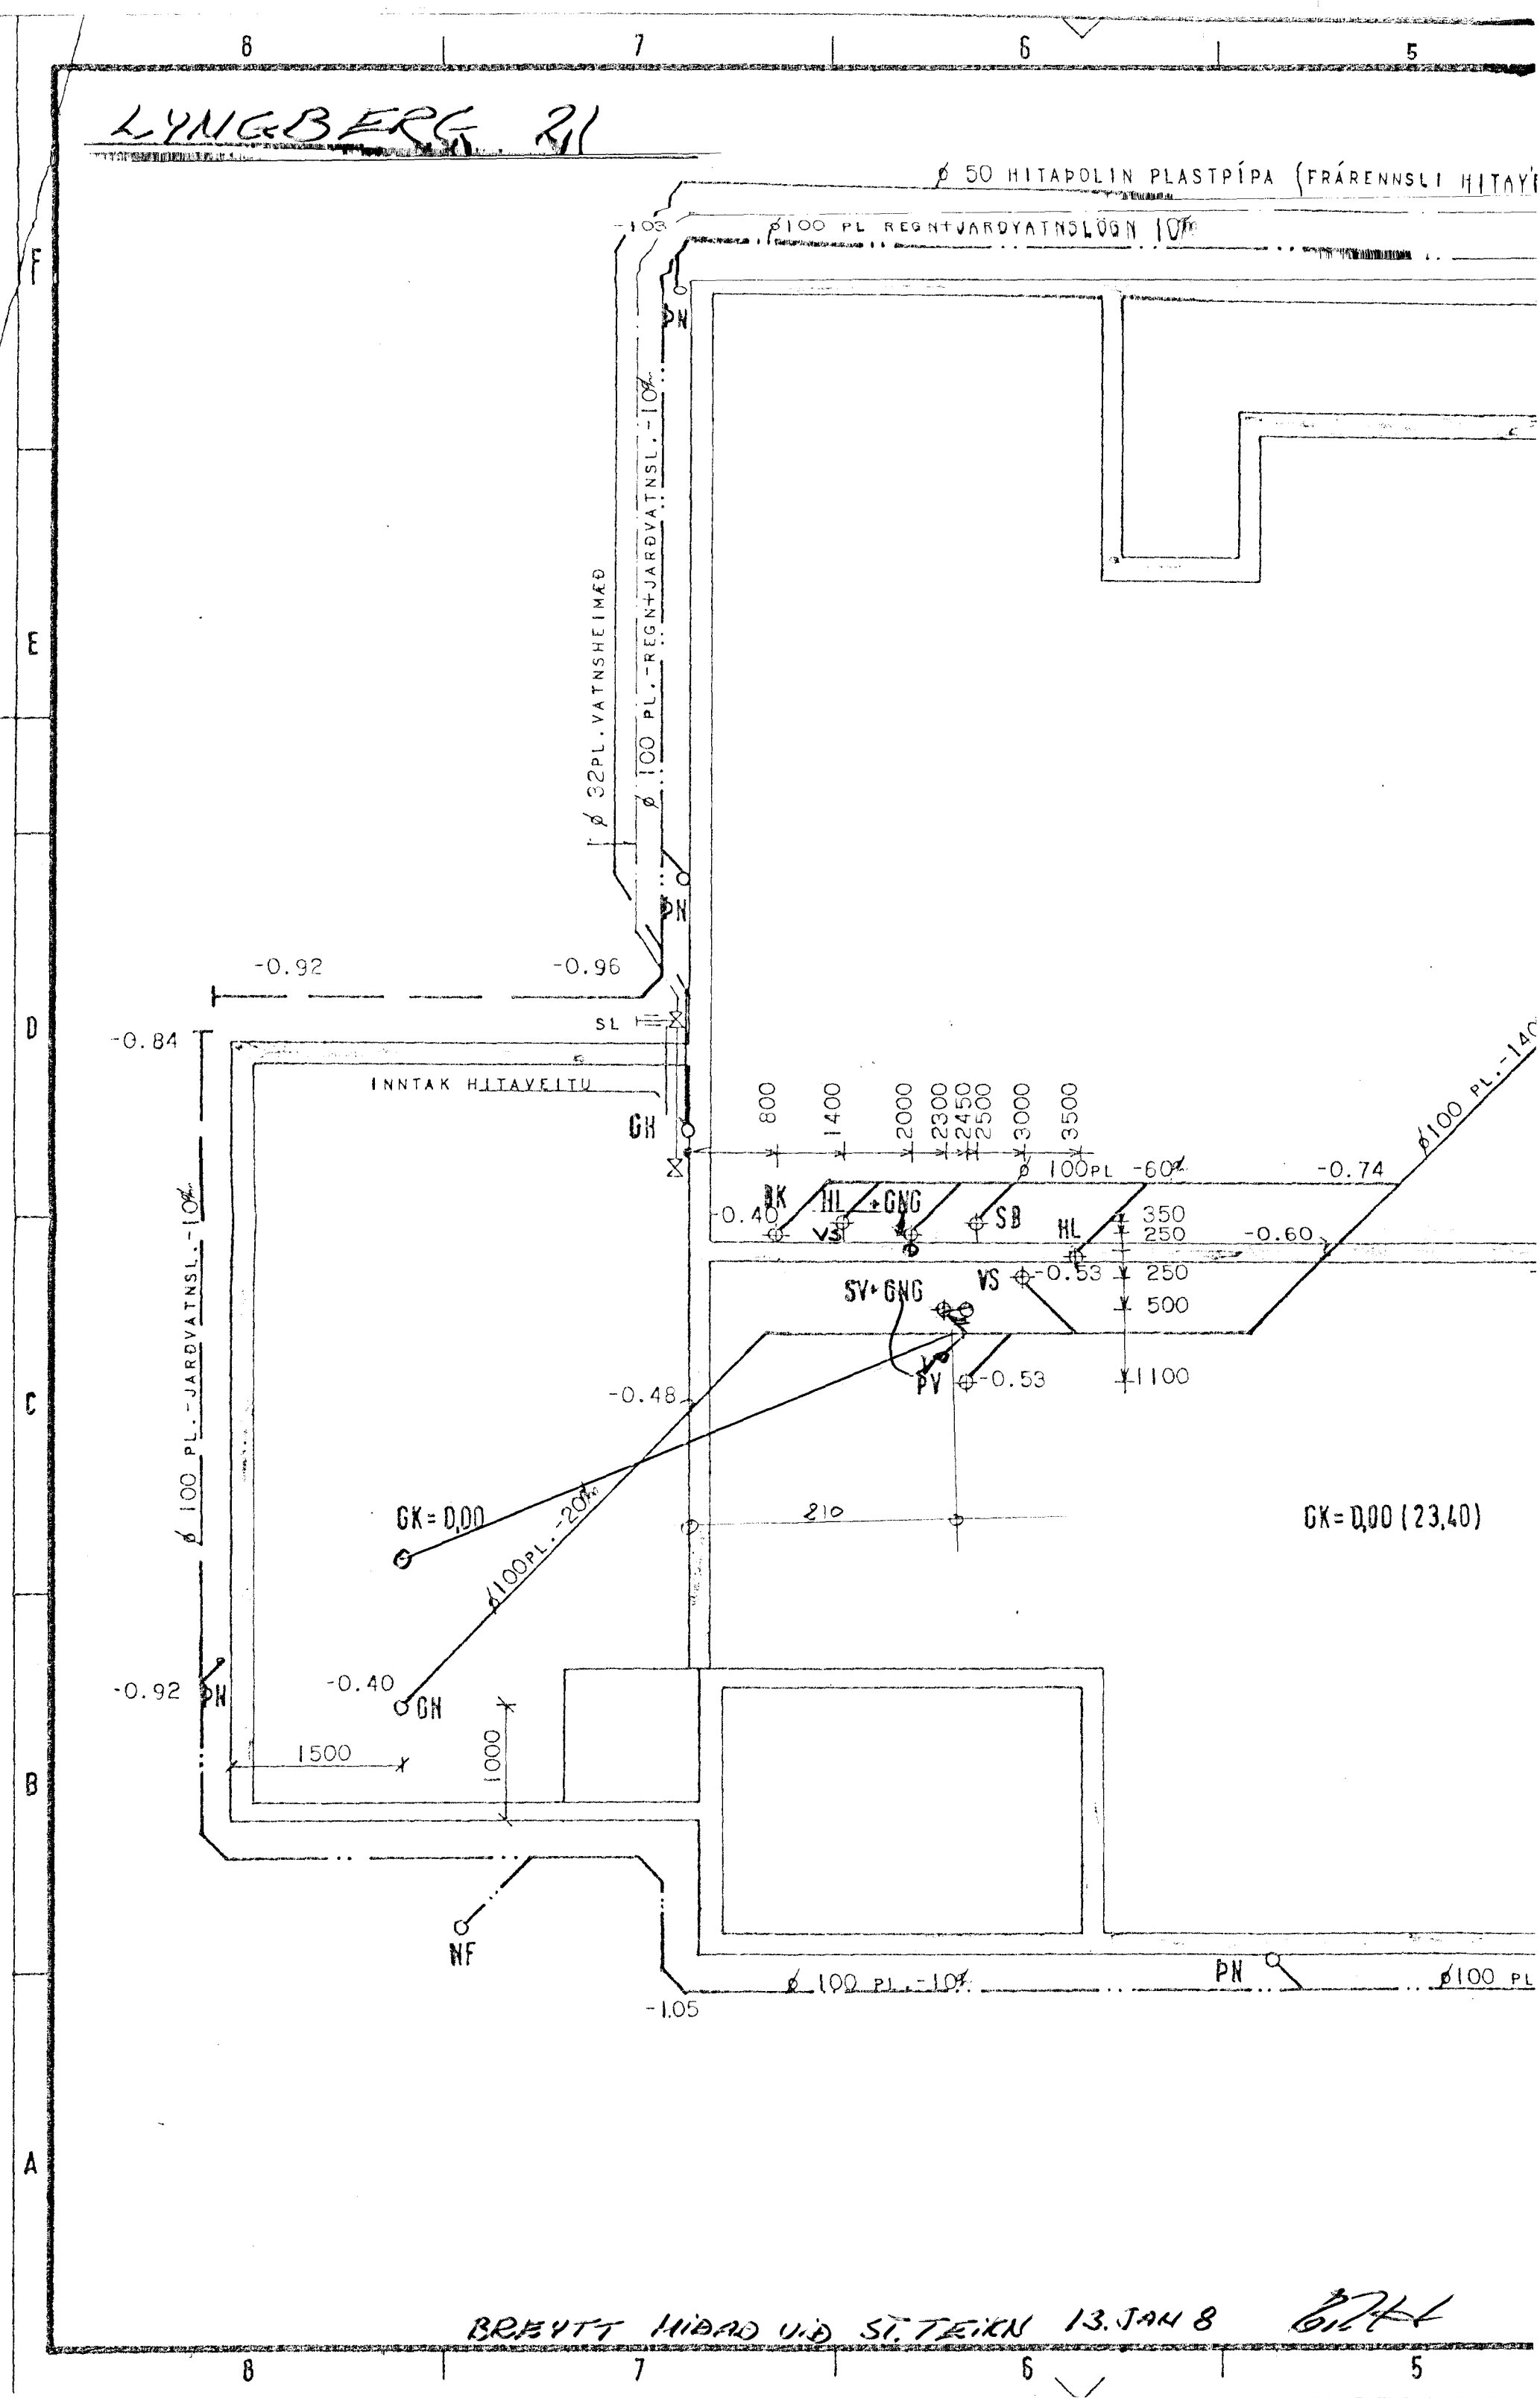 8 7 6 5
LYNGBERG 21
ø 50 HITAPOLIN PLASTPÍPA (FRÁRENNSLI
-103 ø100 PL REGN+JARDVATNSLÖGN 10‰
F
PN
ø 100 PL.-REGN+JARÐVATNSL.-10‰
ø 32PL.VATNSHEIMÆÐ
E
PN
-0.92 -0.96
D
-0.84
SL
INNTAK HITAVEITU
GH
800 1400 2000 2300 2450 2500 3000 3500
ø 100PL -60‰ -0.74
ø100 PL.-140
BK HL +GNG
-0.40 VS SB HL 350
250 -0.60
VS -0.53 250
SV+GNG 500
PV -0.53 1100
ø 100 PL.-JARÐVATNSL.-10‰
C
-0.48
GK=0,00 210 GK=0,00 (23,40)
ø100PL.-20‰
-0.92 PN -0.40 GN
1500 1000
B
NF
PN
ø 100 PL.-10‰ ø100 PL
-1.05
A
BREYTT MIÐAÐ VIÐ ST. TEIKN 13. JAN 8
8 7 6 5